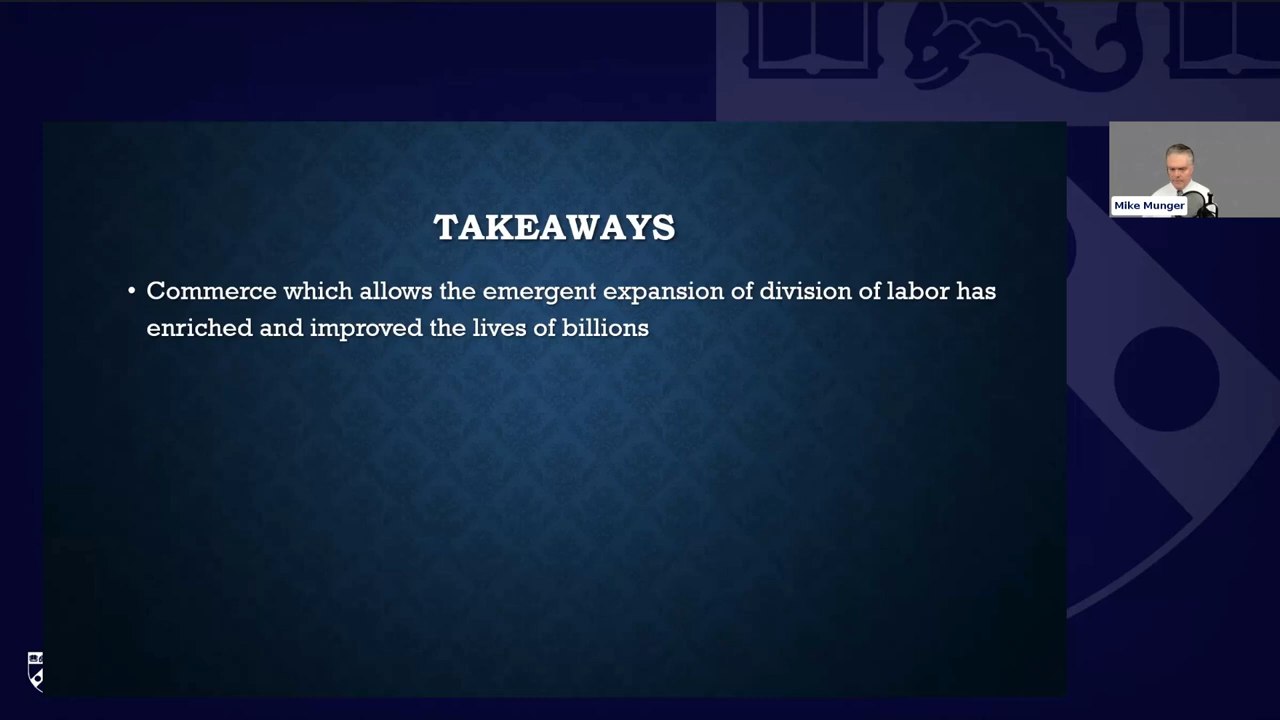 TAKEAWAYS
• Commerce which allows the emergent expansion of division of labor has
enriched and improved the lives of billions
Mike Munger